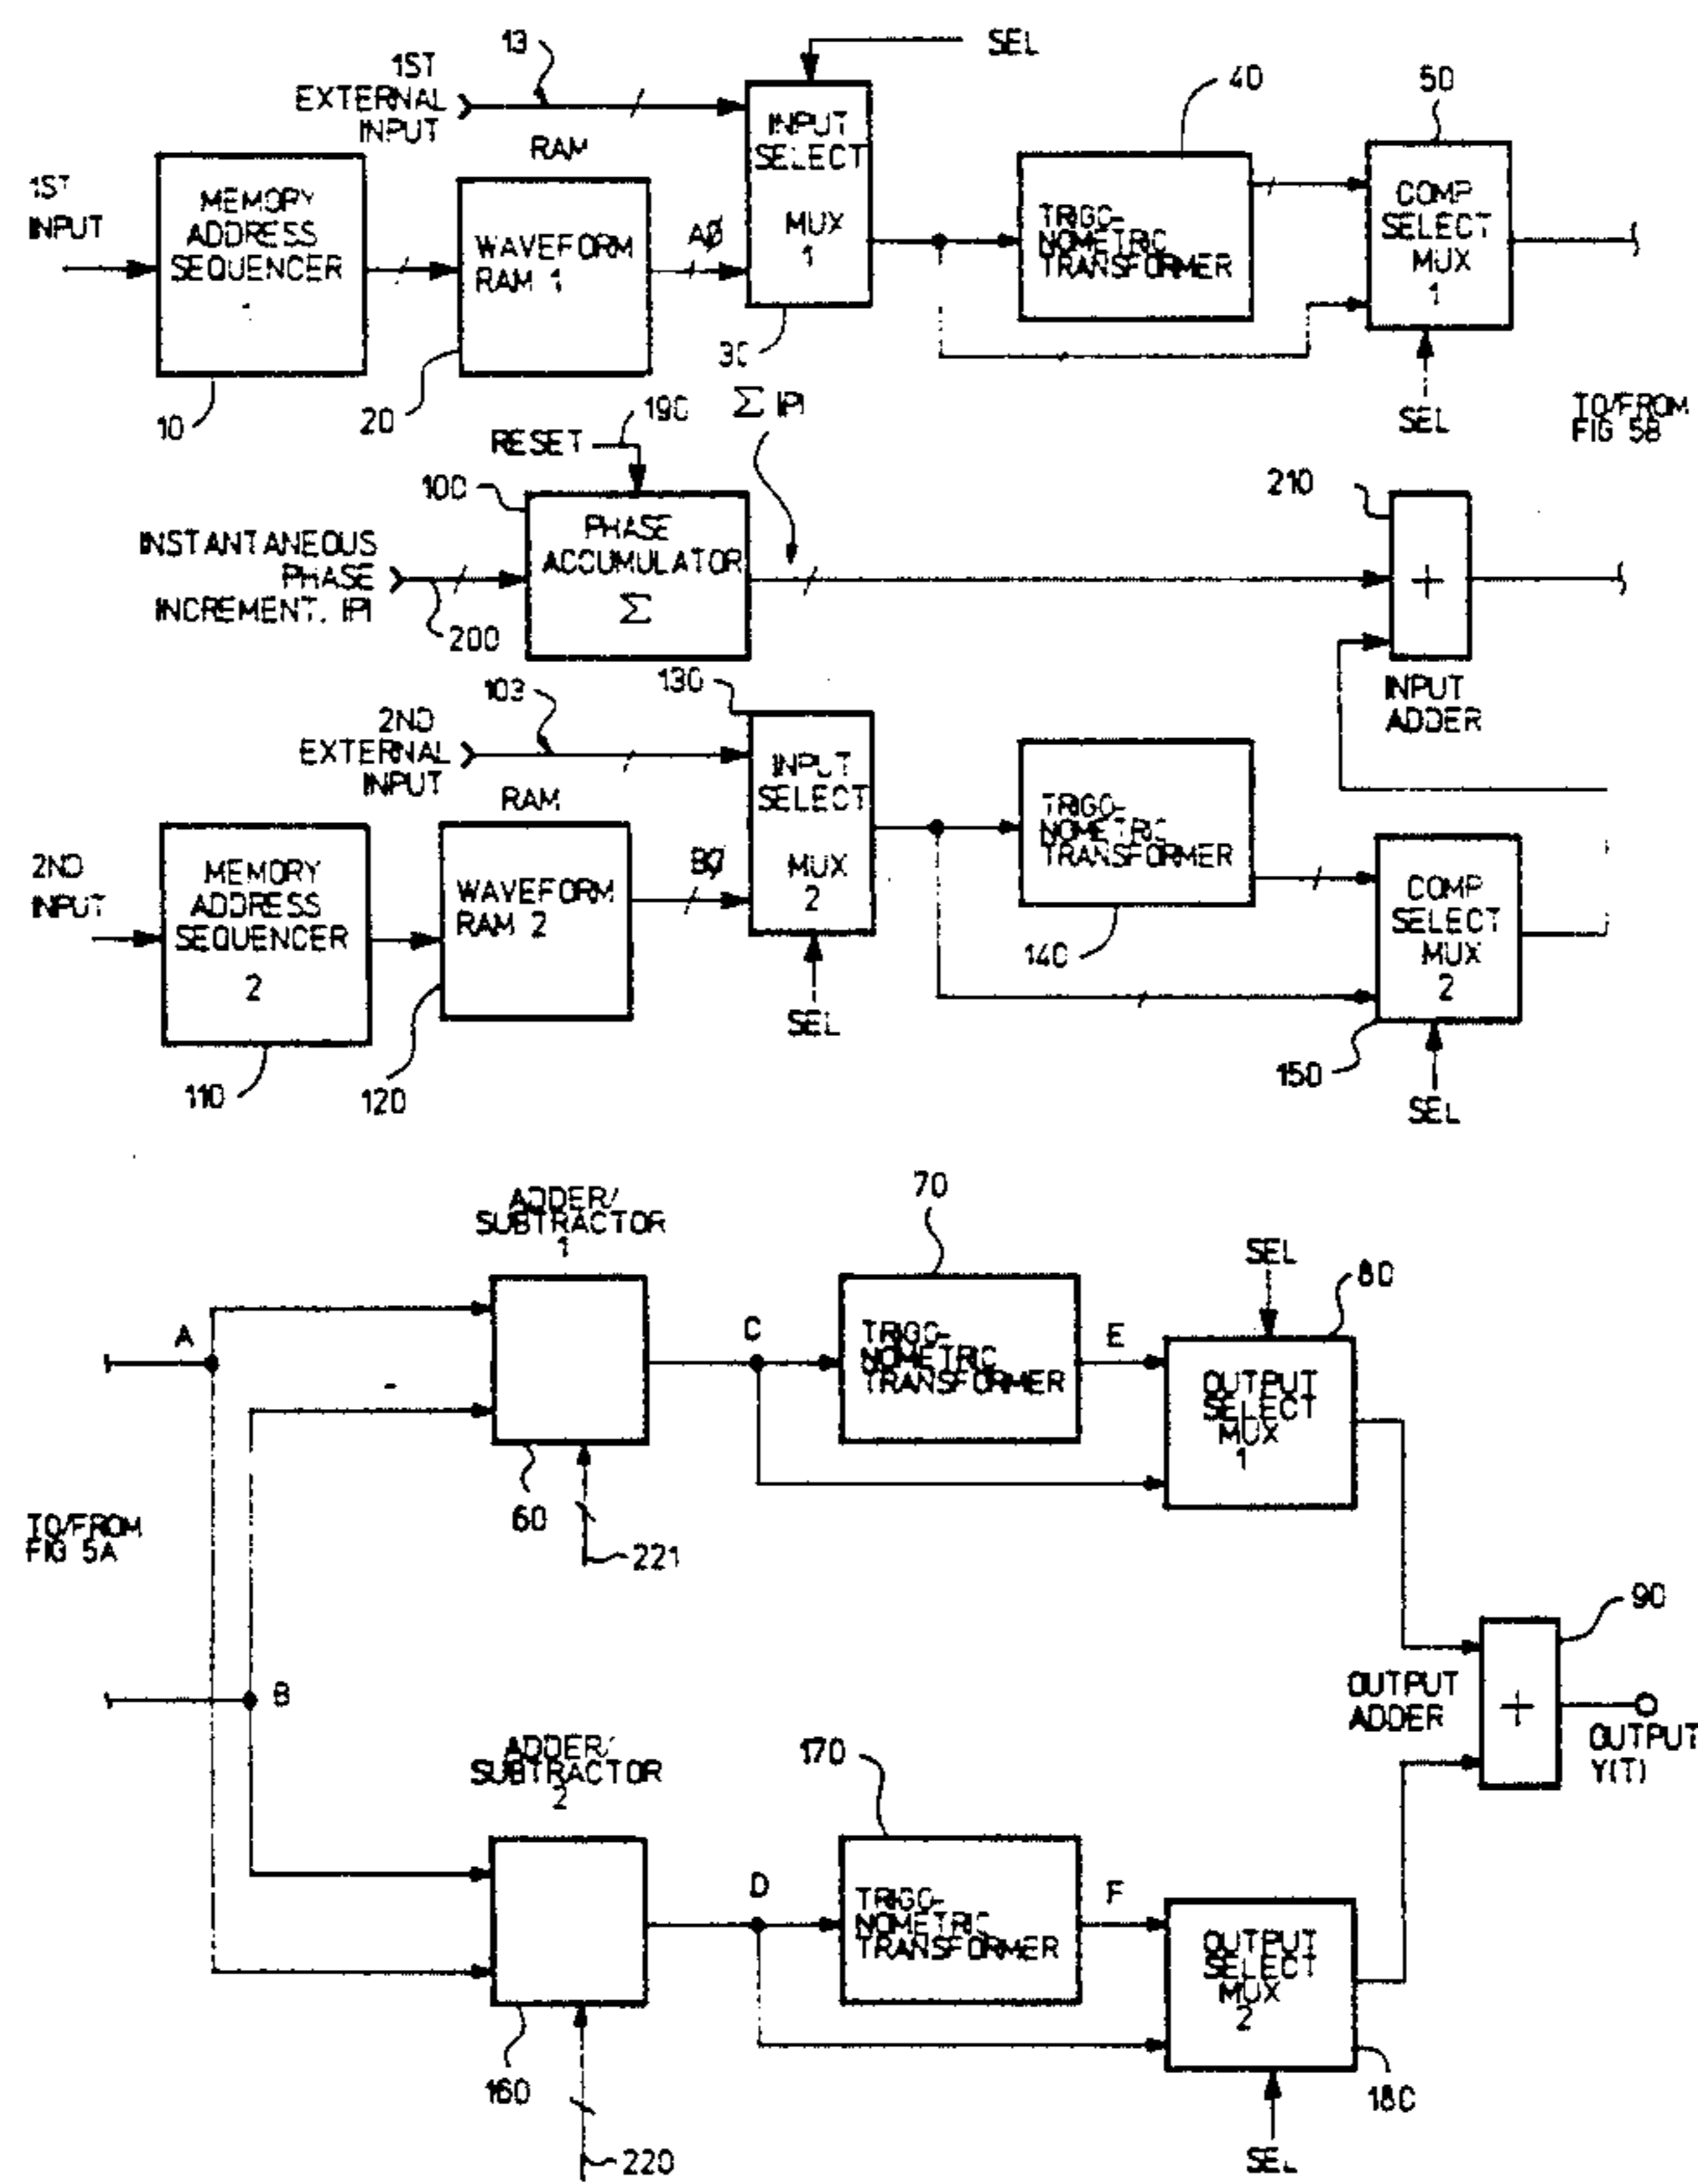 13
SEL
1ST
EXTERNAL
INPUT
40
50
RAM
INPUT
SELECT
MUX
1
1ST
INPUT
MEMORY
ADDRESS
SEQUENCER
1
WAVEFORM
RAM 1
AØ
TRIGO-
NOMETRIC
TRANSFORMER
COMP
SELECT
MUX
1
10
20
30
SEL
TO/FROM
FIG 5B
Σ IPI
190
RESET
100
PHASE
ACCUMULATOR
Σ
210
INSTANTANEOUS
PHASE
INCREMENT, IPI
200
+
INPUT
ADDER
103
130
2ND
EXTERNAL
INPUT
RAM
INPUT
SELECT
MUX
2
TRIGO-
NOMETRIC
TRANSFORMER
2ND
INPUT
MEMORY
ADDRESS
SEQUENCER
2
WAVEFORM
RAM 2
BØ
COMP
SELECT
MUX
2
140
SEL
110
120
150
SEL
ADDER/
SUBTRACTOR
1
70
SEL
80
A
C
TRIGO-
NOMETRIC
TRANSFORMER
E
OUTPUT
SELECT
MUX
1
60
221
TO/FROM
FIG 5A
90
B
OUTPUT
ADDER
+
OUTPUT
Y(T)
ADDER/
SUBTRACTOR
2
170
D
TRIGO-
NOMETRIC
TRANSFORMER
F
OUTPUT
SELECT
MUX
2
160
180
220
SEL